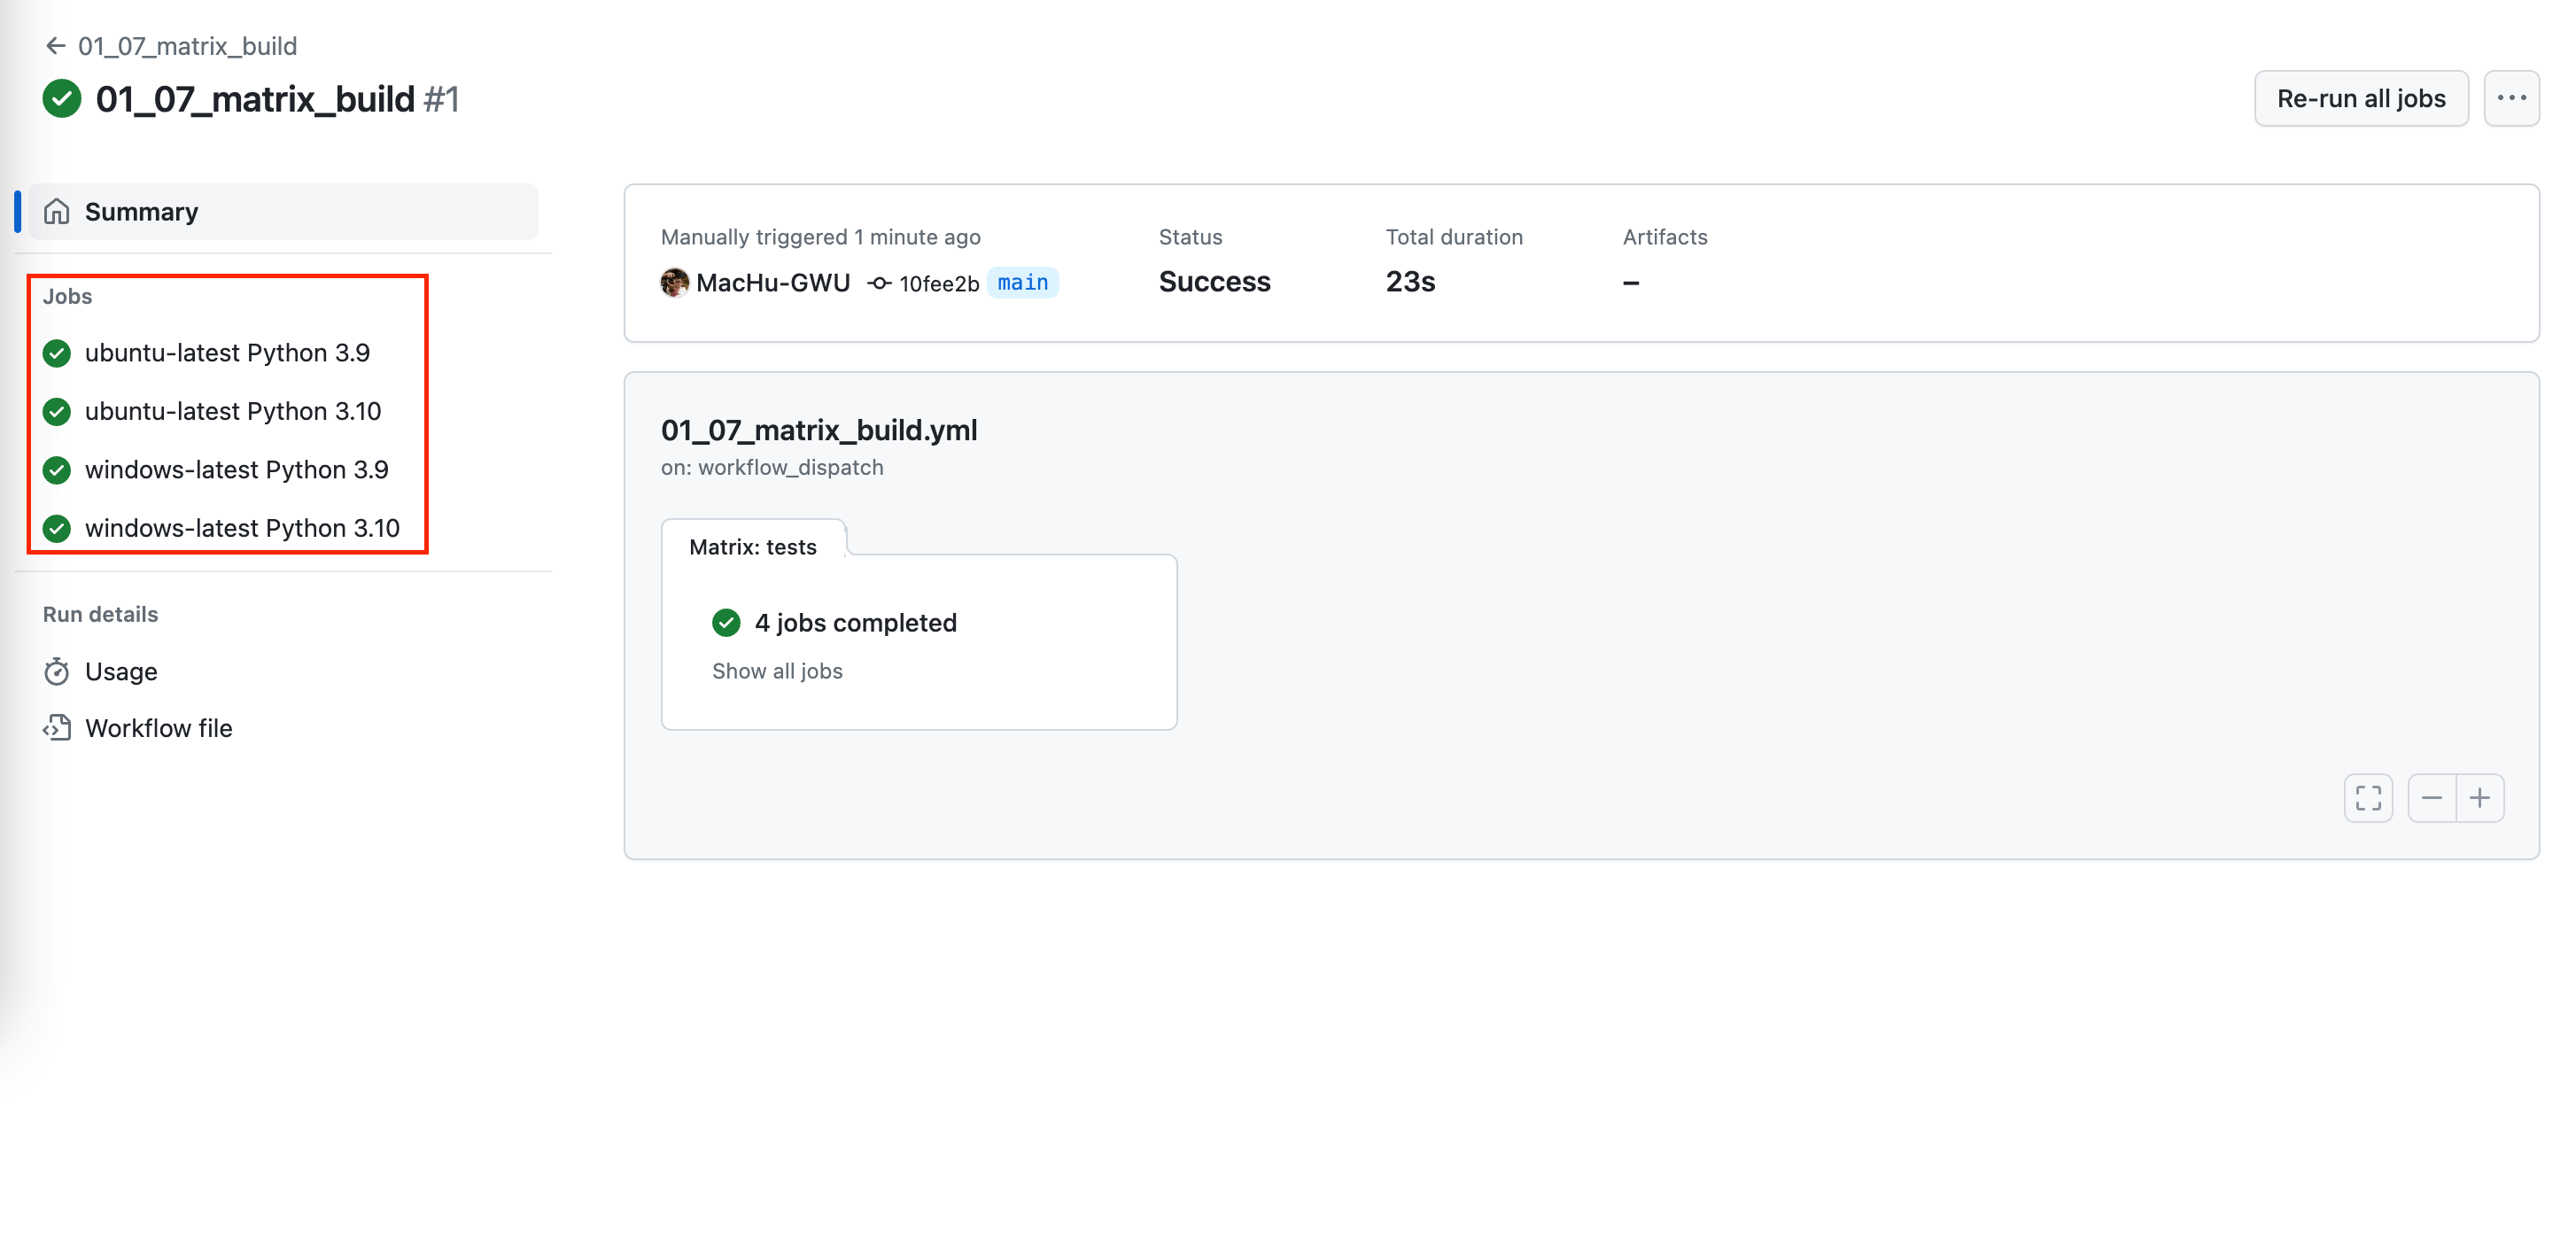 01_07_matrix_build
01_07_matrix_build #1
Re-run all jobs
Summary
Jobs
ubuntu-latest Python 3.9
ubuntu-latest Python 3.10
windows-latest Python 3.9
windows-latest Python 3.10
Run details
Usage
Workflow file
Manually triggered 1 minute ago
MacHu-GWU 10fee2b main
Status
Success
Total duration
23s
Artifacts
–
01_07_matrix_build.yml
on: workflow_dispatch
Matrix: tests
4 jobs completed
Show all jobs